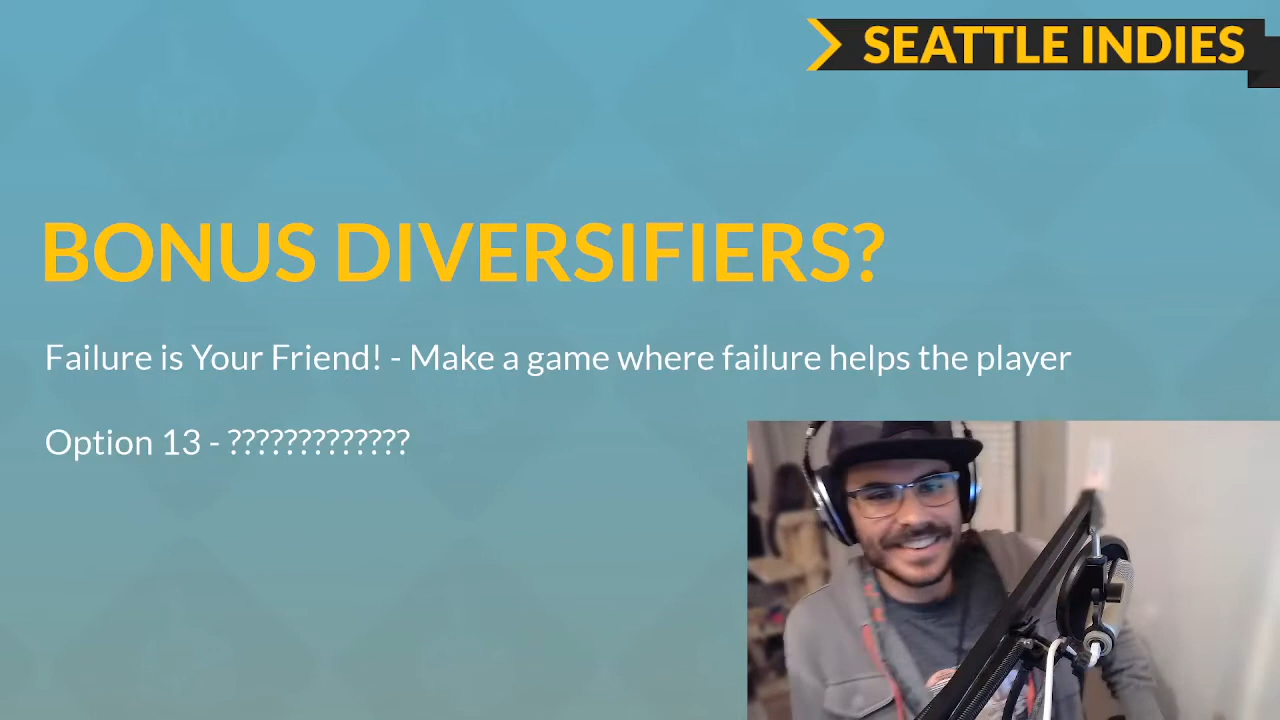 SEATTLE INDIES
BONUS DIVERSIFIERS?
Failure is Your Friend! - Make a game where failure helps the player
Option 13 - ?????????????